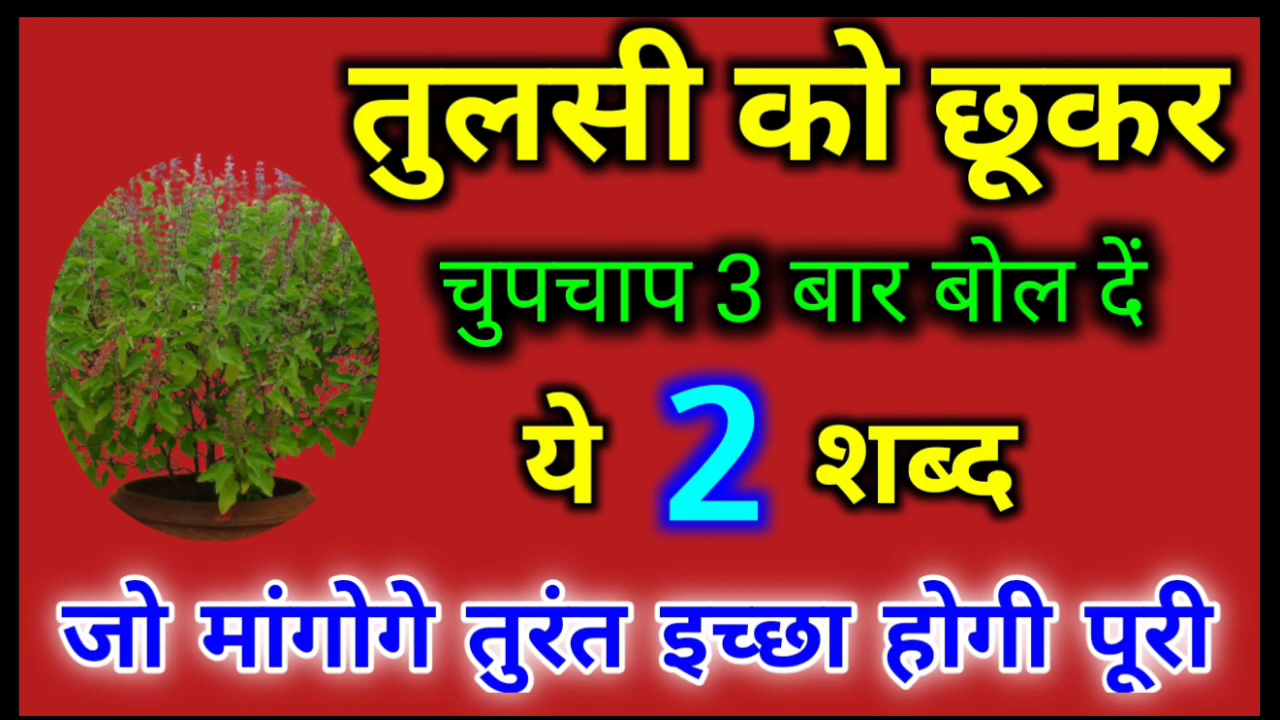 तुलसी को छूकर
चुपचाप 3 बार बोल दें
ये 2 शब्द
जो मांगोगे तुरंत इच्छा होगी पूरी